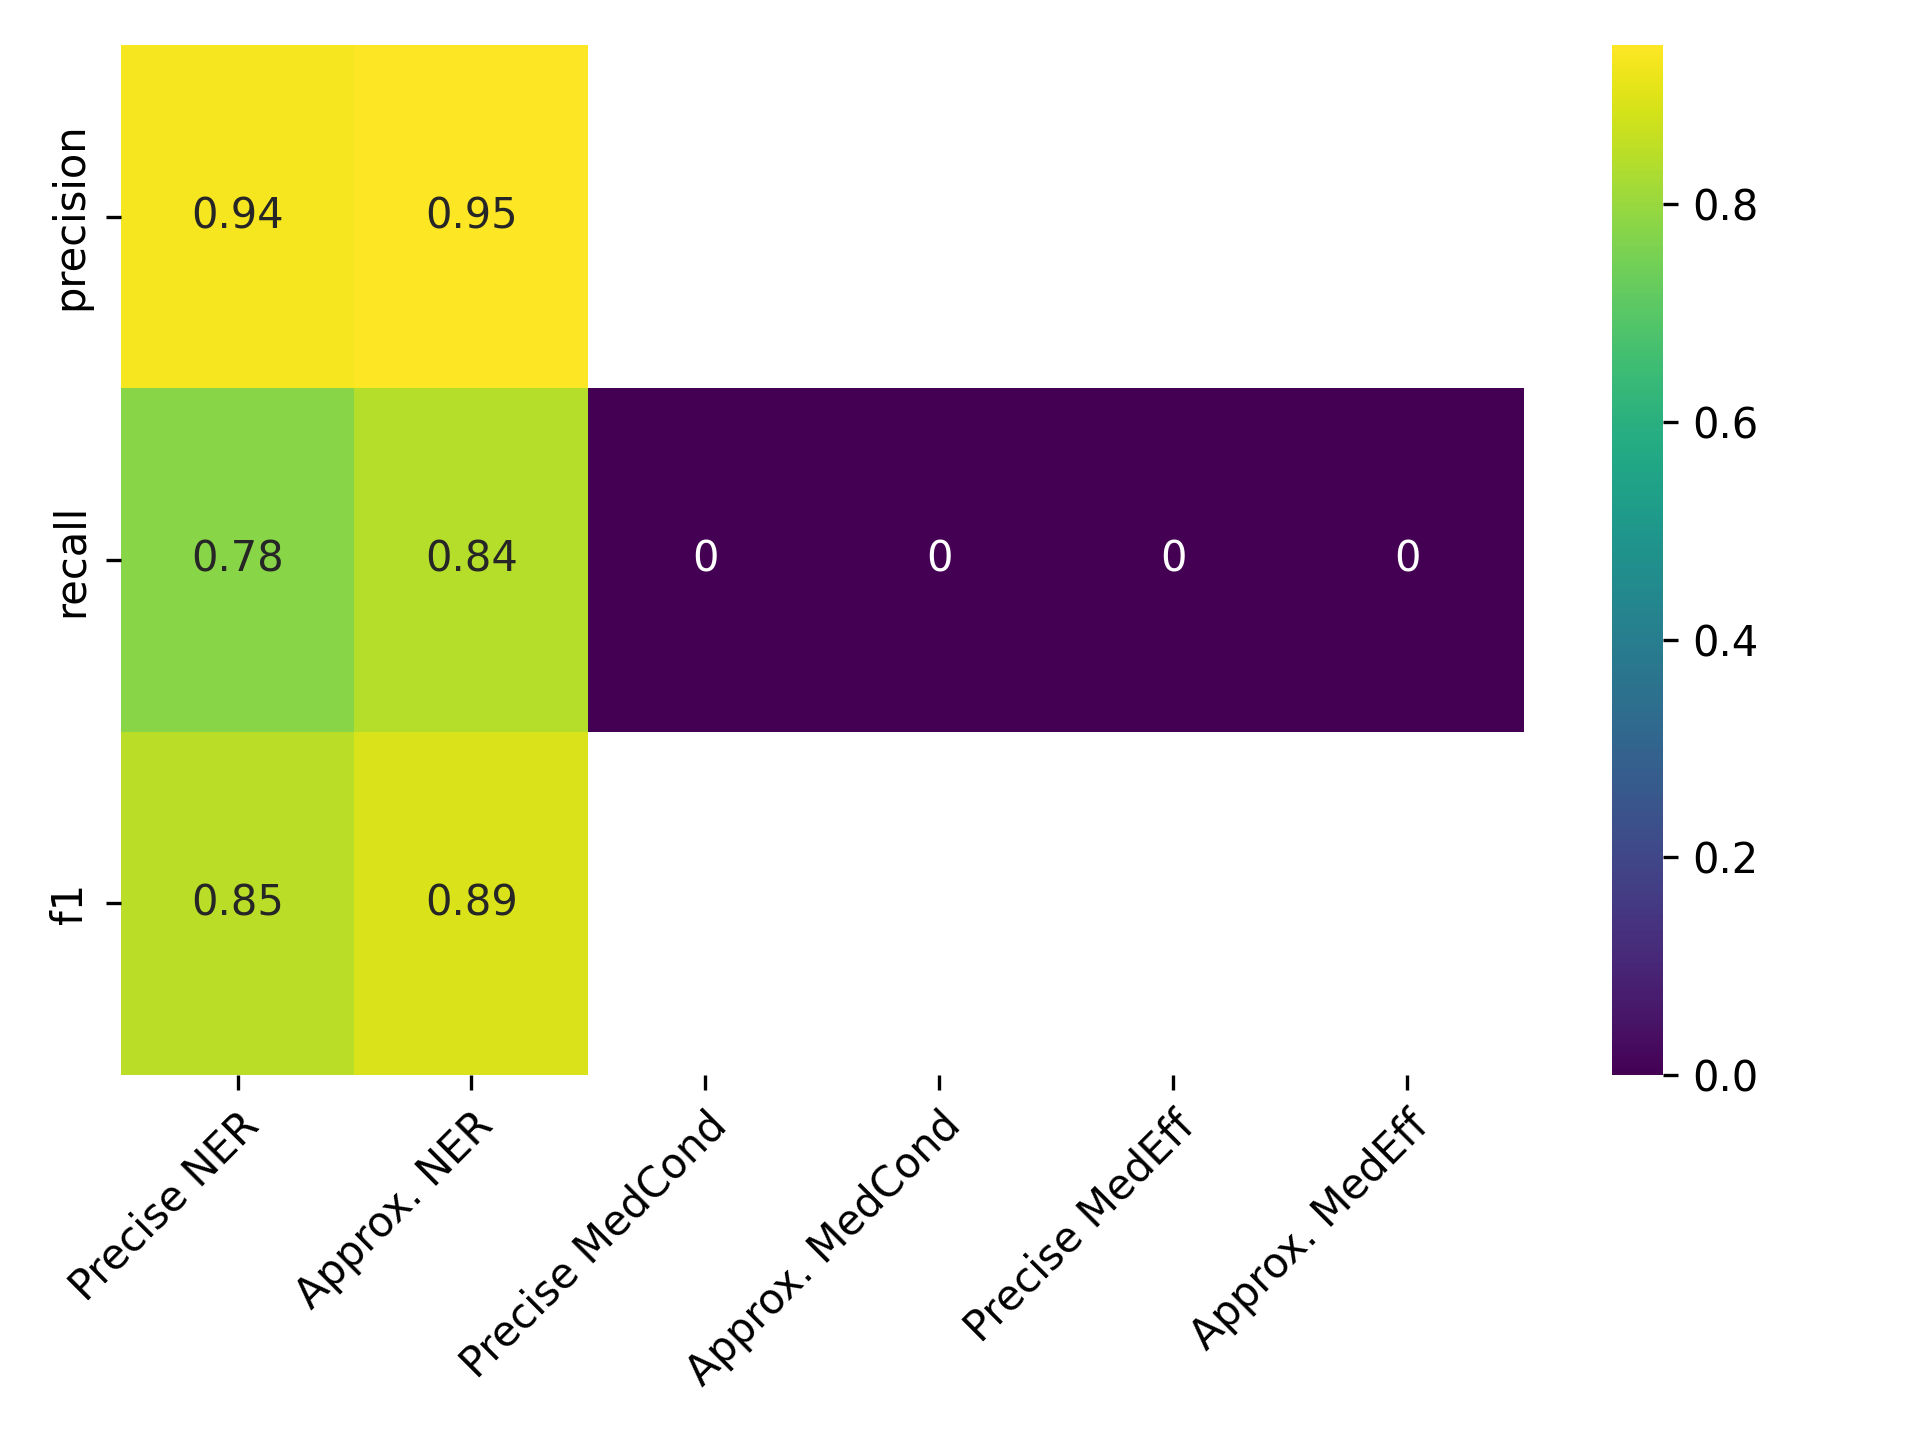 precision
0.94 0.95
recall
0.78 0.84 0 0 0 0
f1
0.85 0.89
Precise NER
Approx. NER
Precise MedCond
Approx. MedCond
Precise MedEff
Approx. MedEff
0.8
0.6
0.4
0.2
0.0